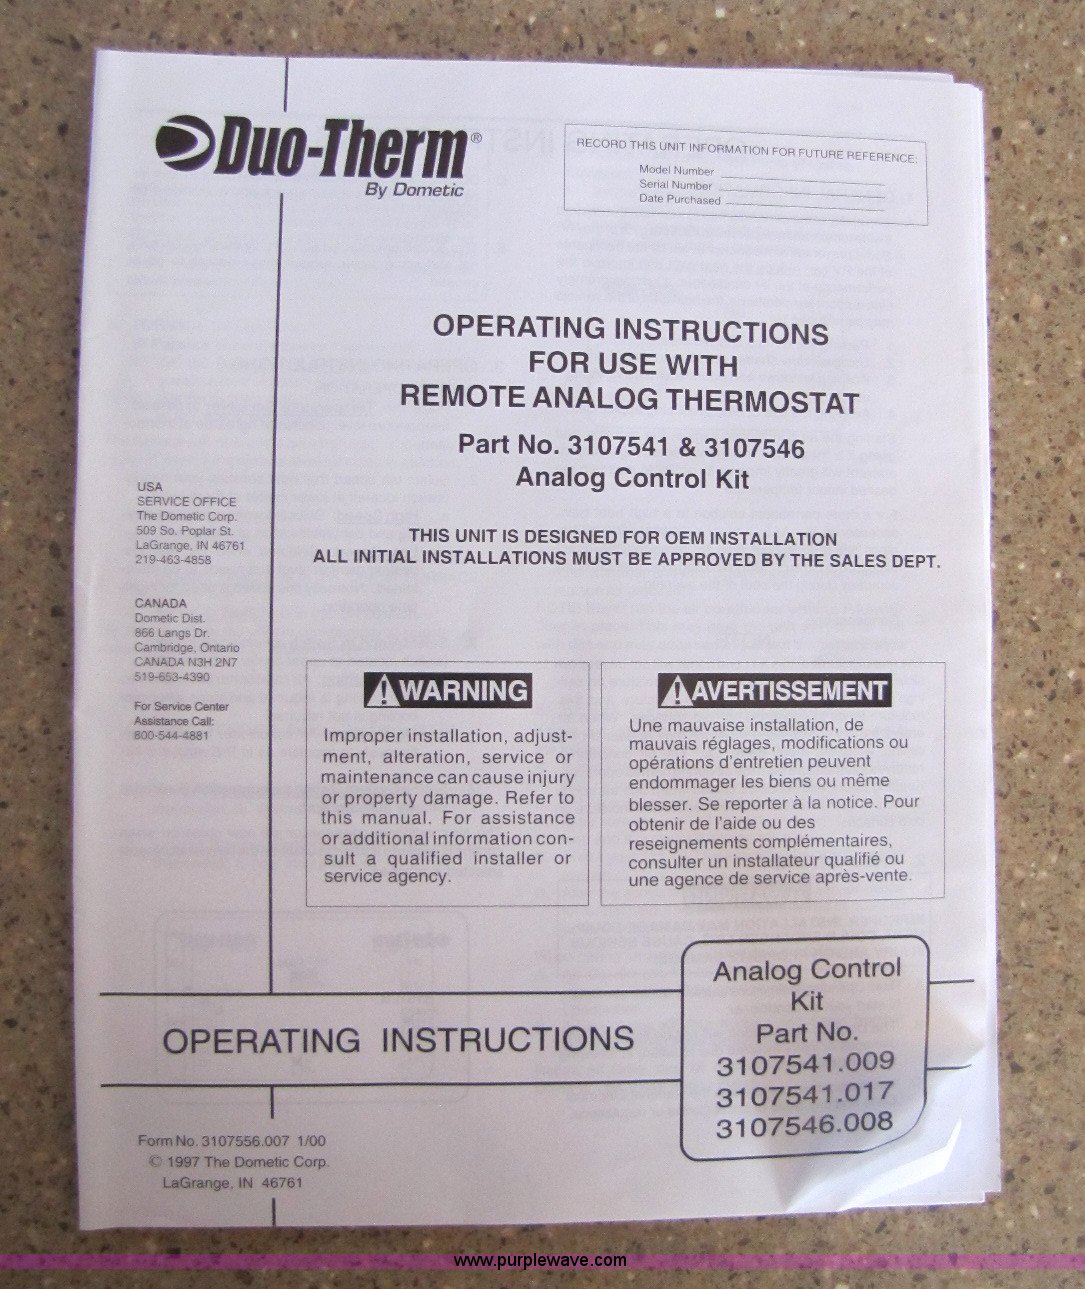 Duo-Therm®
By Dometic
RECORD THIS UNIT INFORMATION FOR FUTURE REFERENCE:
Model Number
Serial Number
Date Purchased
OPERATING INSTRUCTIONS
FOR USE WITH
REMOTE ANALOG THERMOSTAT
Part No. 3107541 & 3107546
Analog Control Kit
THIS UNIT IS DESIGNED FOR OEM INSTALLATION
ALL INITIAL INSTALLATIONS MUST BE APPROVED BY THE SALES DEPT.
USA
SERVICE OFFICE
The Dometic Corp.
509 So. Poplar St.
LaGrange, IN 46761
219-463-4858
CANADA
Dometic Dist.
866 Langs Dr.
Cambridge, Ontario
CANADA N3H 2N7
519-653-4390
For Service Center
Assistance Call:
800-544-4881
WARNING
Improper installation, adjust-
ment, alteration, service or
maintenance can cause injury
or property damage. Refer to
this manual. For assistance
or additional information con-
sult a qualified installer or
service agency.
AVERTISSEMENT
Une mauvaise installation, de
mauvais réglages, modifications ou
opérations d'entretien peuvent
endommager les biens ou même
blesser. Se reporter à la notice. Pour
obtenir de l'aide ou des
reseignements complémentaires,
consulter un installateur qualifié ou
une agence de service après-vente.
OPERATING INSTRUCTIONS
Analog Control
Kit
Part No.
3107541.009
3107541.017
3107546.008
Form No. 3107556.007 1/00
© 1997 The Dometic Corp.
LaGrange, IN 46761
www.purplewave.com